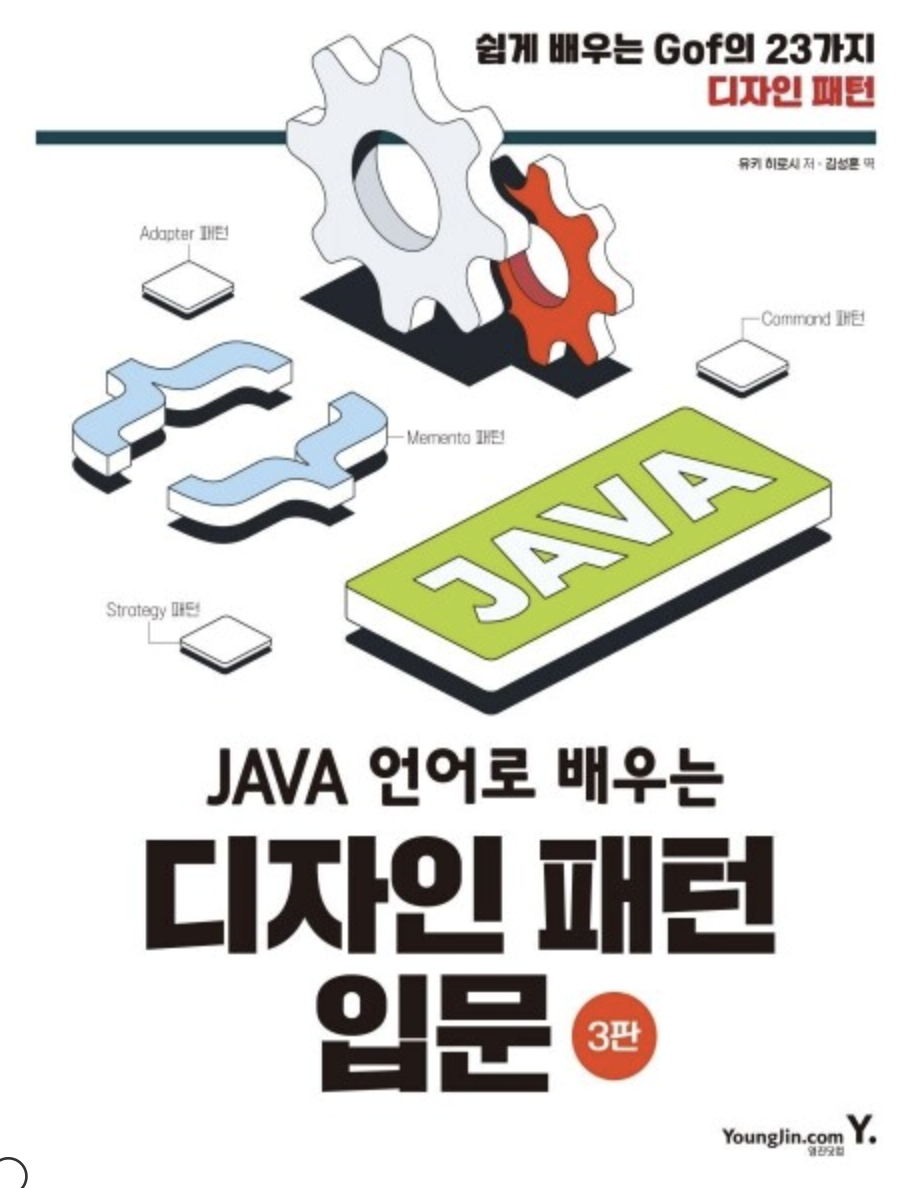 쉽게 배우는 Gof의 23가지
디자인 패턴
유키 히로시 저 · 김성훈 역
Adapter 패턴
Command 패턴
Memento 패턴
JAVA
Strategy 패턴
JAVA 언어로 배우는
디자인 패턴
입문 3판
YoungJin.com Y.
영진닷컴